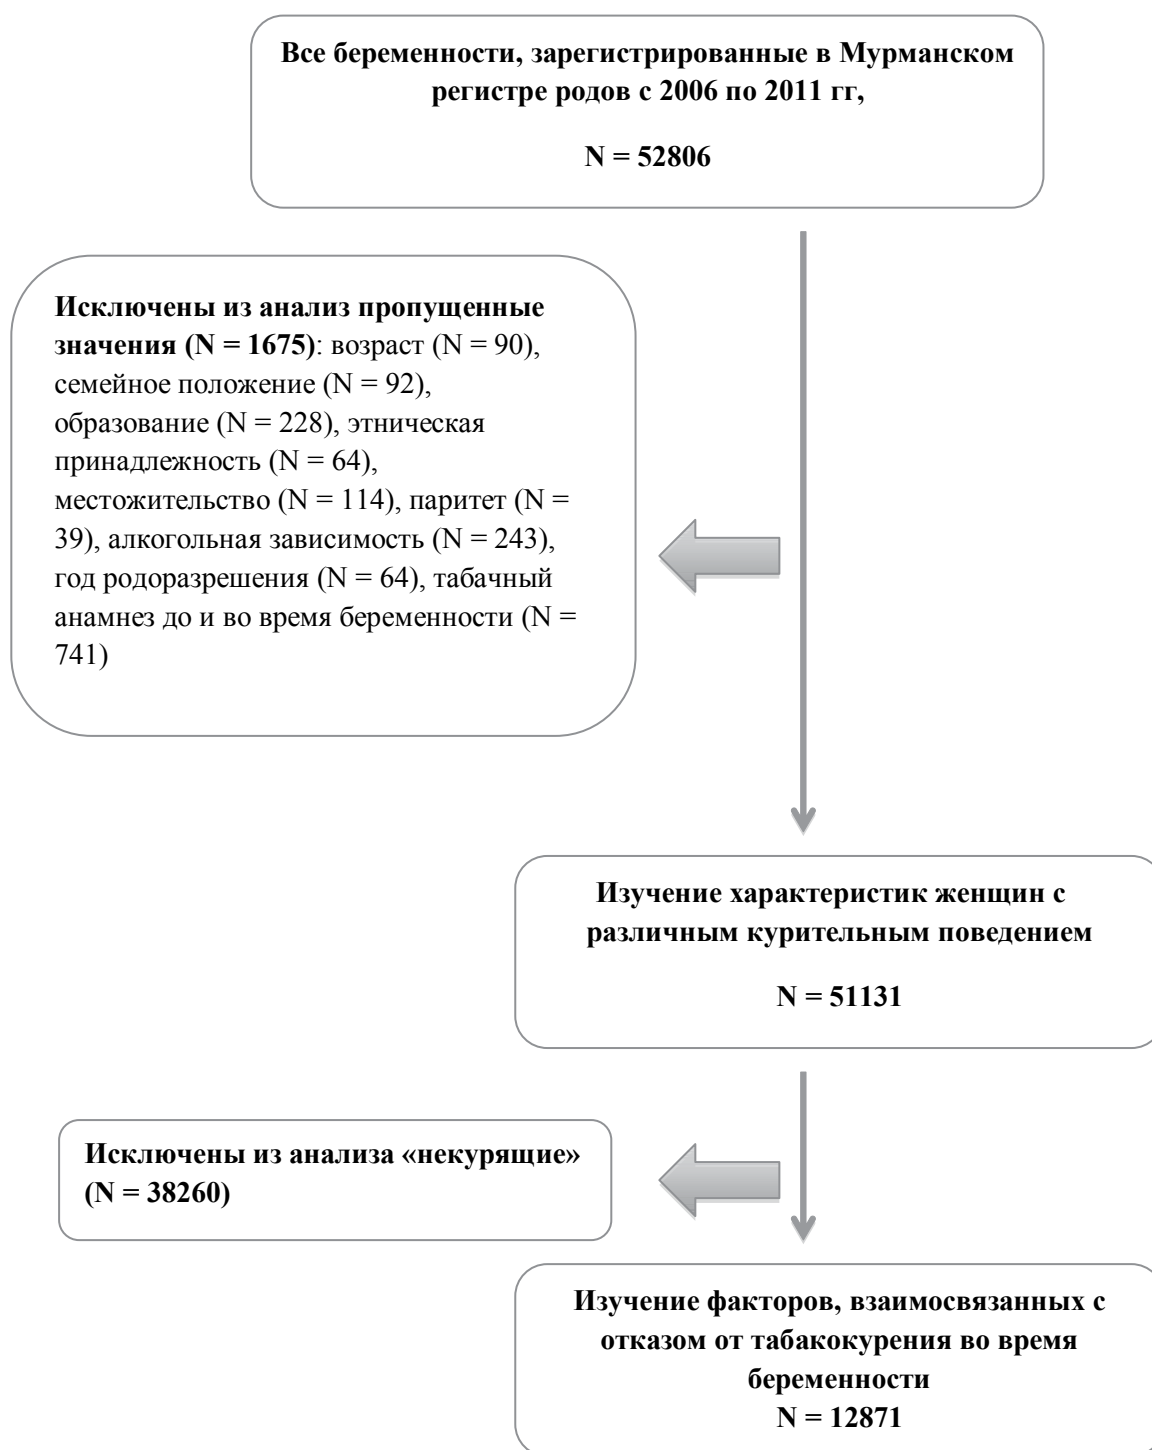 Все беременности, зарегистрированные в Мурманском
регистре родов с 2006 по 2011 гг,
N = 52806
Исключены из анализ пропущенные
значения (N = 1675): возраст (N = 90),
семейное положение (N = 92),
образование (N = 228), этническая
принадлежность (N = 64),
местожительство (N = 114), паритет (N =
39), алкогольная зависимость (N = 243),
год родоразрешения (N = 64), табачный
анамнез до и во время беременности (N =
741)
Изучение характеристик женщин с
различным курительным поведением
N = 51131
Исключены из анализа «некурящие»
(N = 38260)
Изучение факторов, взаимосвязанных с
отказом от табакокурения во время
беременности
N = 12871